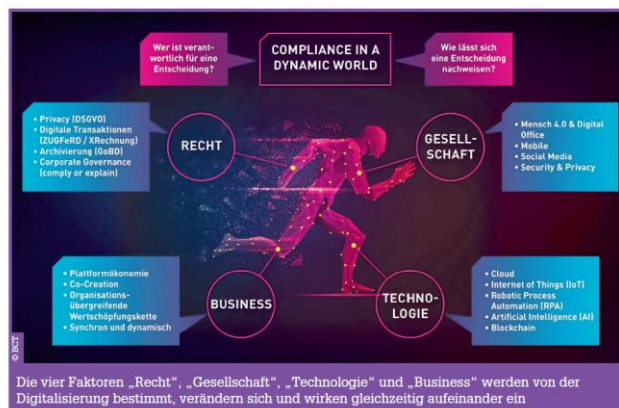 Wer ist verant-
wortlich für eine
Entscheidung?
COMPLIANCE IN A
DYNAMIC WORLD
Wie lässt sich
eine Entscheidung
nachweisen?
• Privacy (DSGVO)
• Digitale Transaktionen
(ZUGFeRD / XRechnung)
• Archivierung (GoBD)
• Corporate Governance
(comply or explain)
RECHT
GESELL-
SCHAFT
• Mensch 4.0 & Digital
Office
• Mobile
• Social Media
• Security & Privacy
• Plattformökonomie
• Co-Creation
• Organisations-
übergreifende
Wertschöpfungskette
• Synchron und dynamisch
BUSINESS
TECHNO-
LOGIE
• Cloud
• Internet of Things (IoT)
• Robotic Process
Automation (RPA)
• Artificial Intelligence (AI)
• Blockchain
© BCT
Die vier Faktoren „Recht“, „Gesellschaft“, „Technologie“ und „Business“ werden von der
Digitalisierung bestimmt, verändern sich und wirken gleichzeitig aufeinander ein